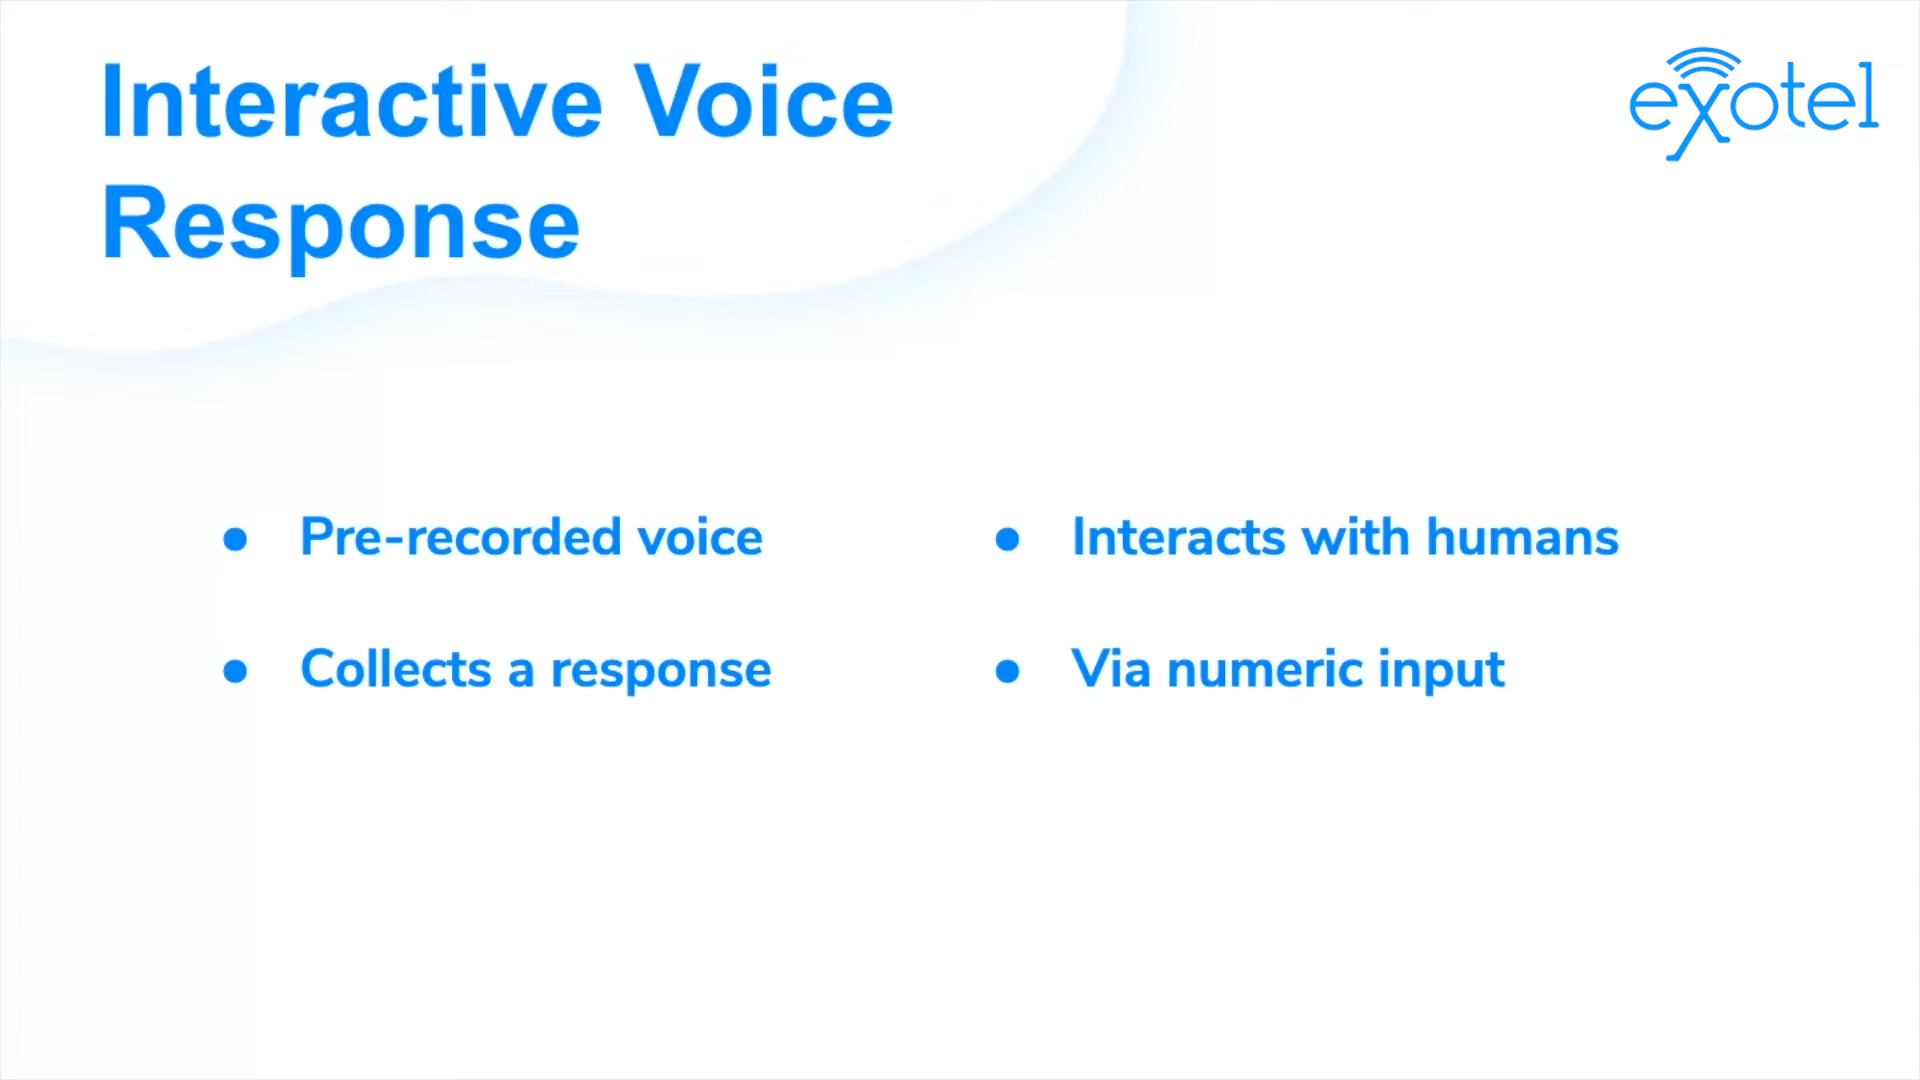 Interactive Voice
Response
exotel
● Pre-recorded voice
● Interacts with humans
● Collects a response
● Via numeric input